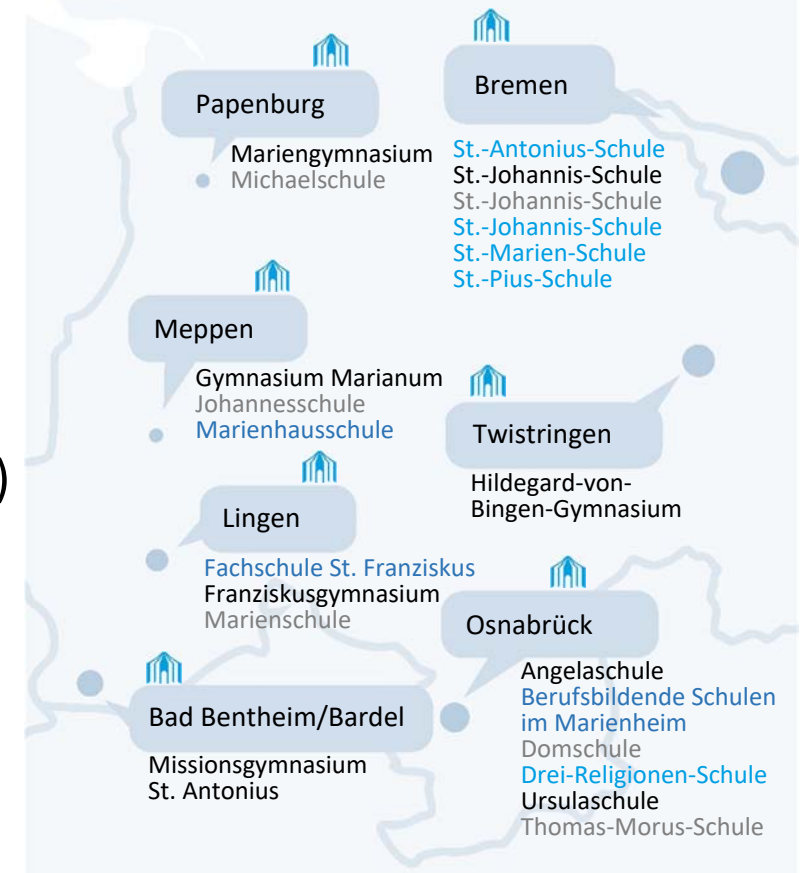 Papenburg
Mariengymnasium
Michaelschule
Bremen
St.-Antonius-Schule
St.-Johannis-Schule
St.-Johannis-Schule
St.-Johannis-Schule
St.-Marien-Schule
St.-Pius-Schule
Meppen
Gymnasium Marianum
Johannesschule
Marienhausschule
Twistringen
Hildegard-von-
Bingen-Gymnasium
)
Lingen
Fachschule St. Franziskus
Franziskusgymnasium
Marienschule
Osnabrück
Angelaschule
Berufsbildende Schulen
im Marienheim
Domschule
Drei-Religionen-Schule
Ursulaschule
Thomas-Morus-Schule
Bad Bentheim/Bardel
Missionsgymnasium
St. Antonius